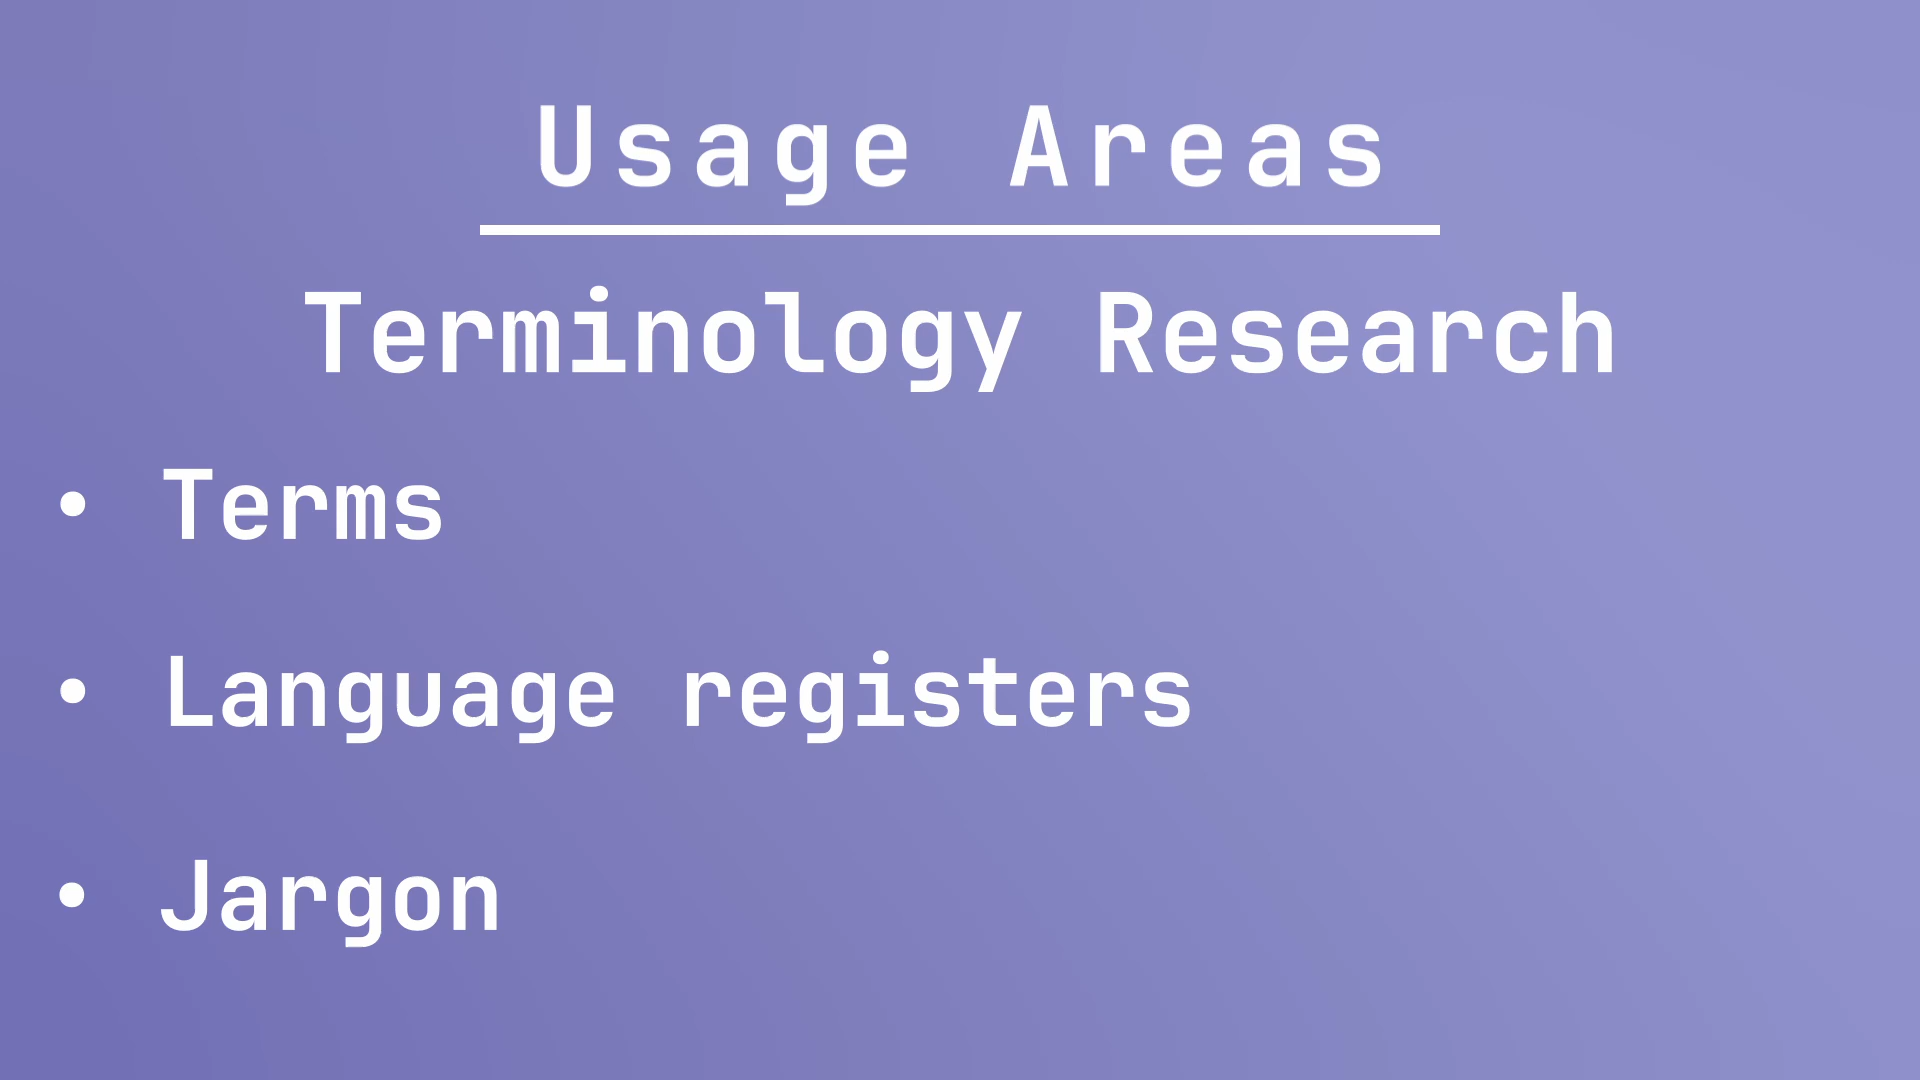 Usage Areas
Terminology Research
• Terms
• Language registers
• Jargon